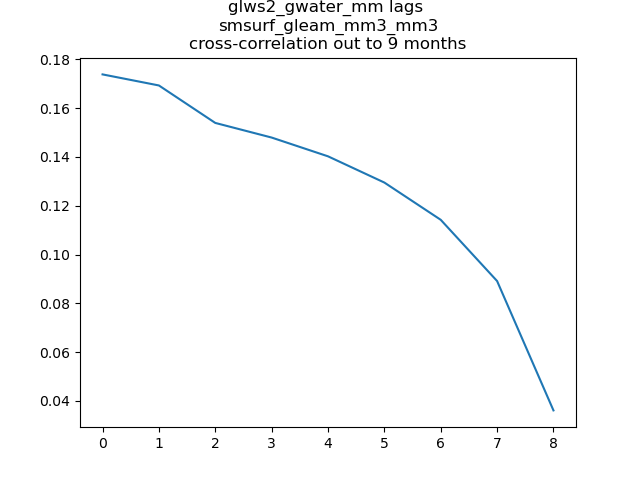 glws2_gwater_mm lags
smsurf_gleam_mm3_mm3
cross-correlation out to 9 months
0.18
0.16
0.14
0.12
0.10
0.08
0.06
0.04
0 1 2 3 4 5 6 7 8